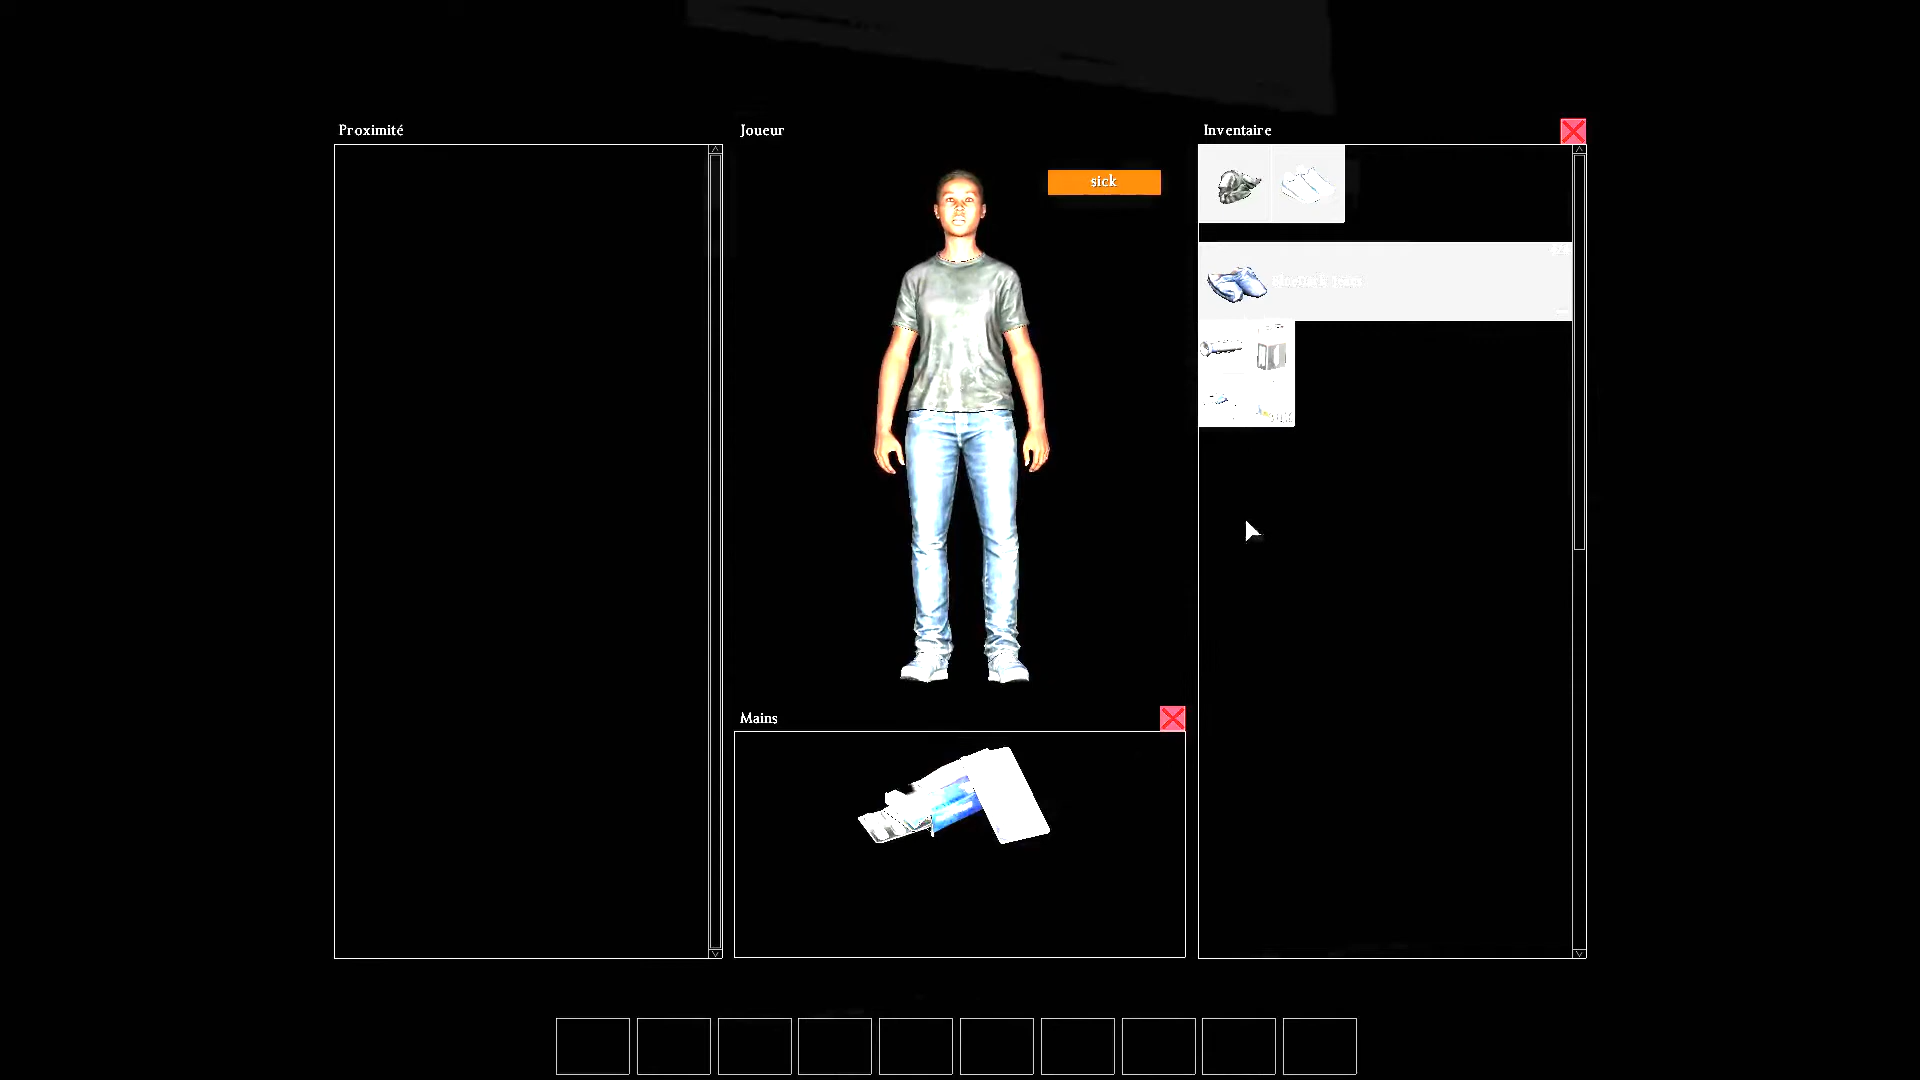 Proximité
Joueur
Inventaire
sick
Mains